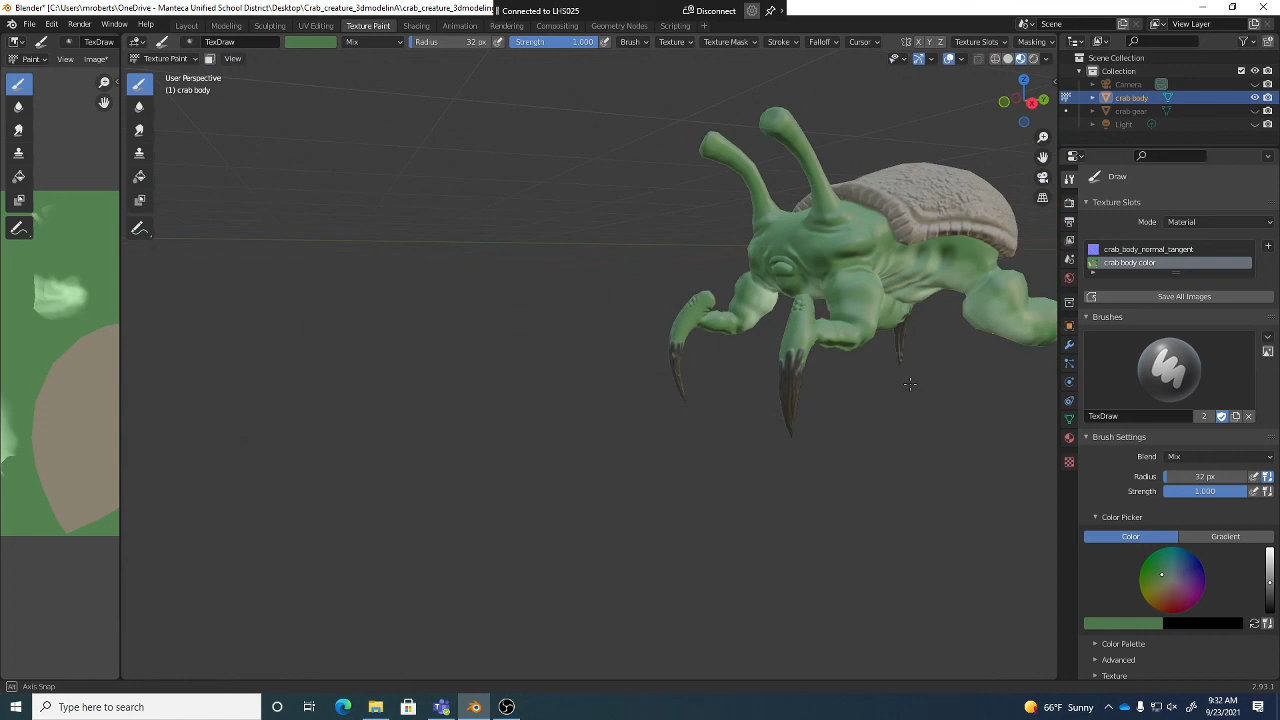 Blender* [C:\Users\mroberts\OneDrive - Manteca Unified School District\Desktop\Crab_creature_3dmodelinA\crab_creature_3dmodelin
Connected to LHS025
Disconnect
File Edit Render Window Help Layout Modeling Sculpting UV Editing Texture Paint Shading Animation Rendering Compositing Geometry Nodes Scripting Scene View Layer
TexDraw TexDraw Mix Radius 32 px Strength 1.000 Brush Texture Texture Mask Stroke Falloff Cursor X Y Z Texture Slots Masking
Paint View Image* Texture Paint View
User Perspective
(1) crab body
Scene Collection
Collection
Camera
crab body
crab gear
Light
Draw
Texture Slots
Mode Material
crab_body_normal_tangent
crab body color
Save All Images
Brushes
TexDraw 2
Brush Settings
Blend Mix
Radius 32 px
Strength 1.000
Color Picker
Color Gradient
Color Palette
Advanced
Texture
Alt Axis Snap 2.93.1
Type here to search
66°F Sunny
9:32 AM
9/23/2021